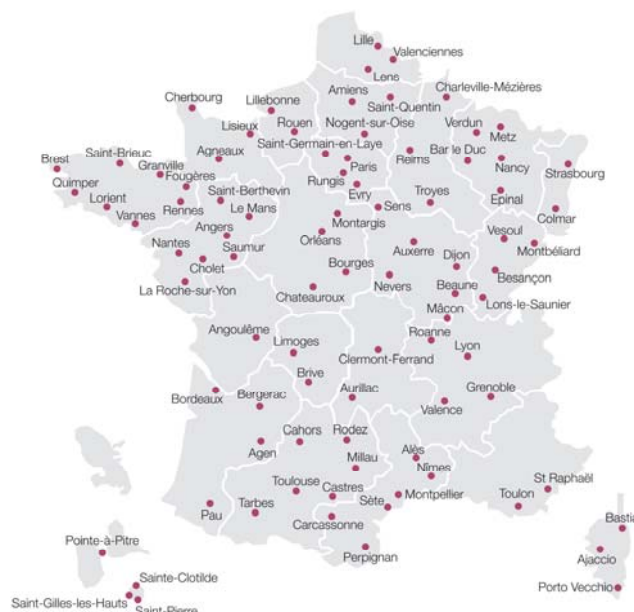 Lille
Valenciennes
Lens
Charleville-Mézières
Amiens
Saint-Quentin
Cherbourg
Lillebonne
Rouen
Nogent-sur-Oise
Verdun
Metz
Lisieux
Saint-Germain-en-Laye
Agneaux
Paris
Reims
Bar le Duc
Nancy
Strasbourg
Brest
Saint-Brieuc
Granville
Fougères
Rungis
Evry
Quimper
Saint-Berthevin
Troyes
Epinal
Lorient
Rennes
Le Mans
Sens
Colmar
Vannes
Montargis
Angers
Orléans
Auxerre
Vesoul
Montbéliard
Nantes
Saumur
Cholet
Bourges
Dijon
Besançon
La Roche-sur-Yon
Chateauroux
Nevers
Beaune
Lons-le-Saunier
Mâcon
Angoulême
Limoges
Roanne
Lyon
Clermont-Ferrand
Brive
Bordeaux
Bergerac
Aurillac
Valence
Grenoble
Cahors
Rodez
Agen
Millau
Alès
Nîmes
Toulouse
Castres
Sète
Montpellier
St Raphaël
Toulon
Pau
Tarbes
Carcassonne
Perpignan
Bastia
Ajaccio
Porto Vecchio
Pointe-à-Pitre
Sainte-Clotilde
Saint-Gilles-les-Hauts
Saint-Pierre